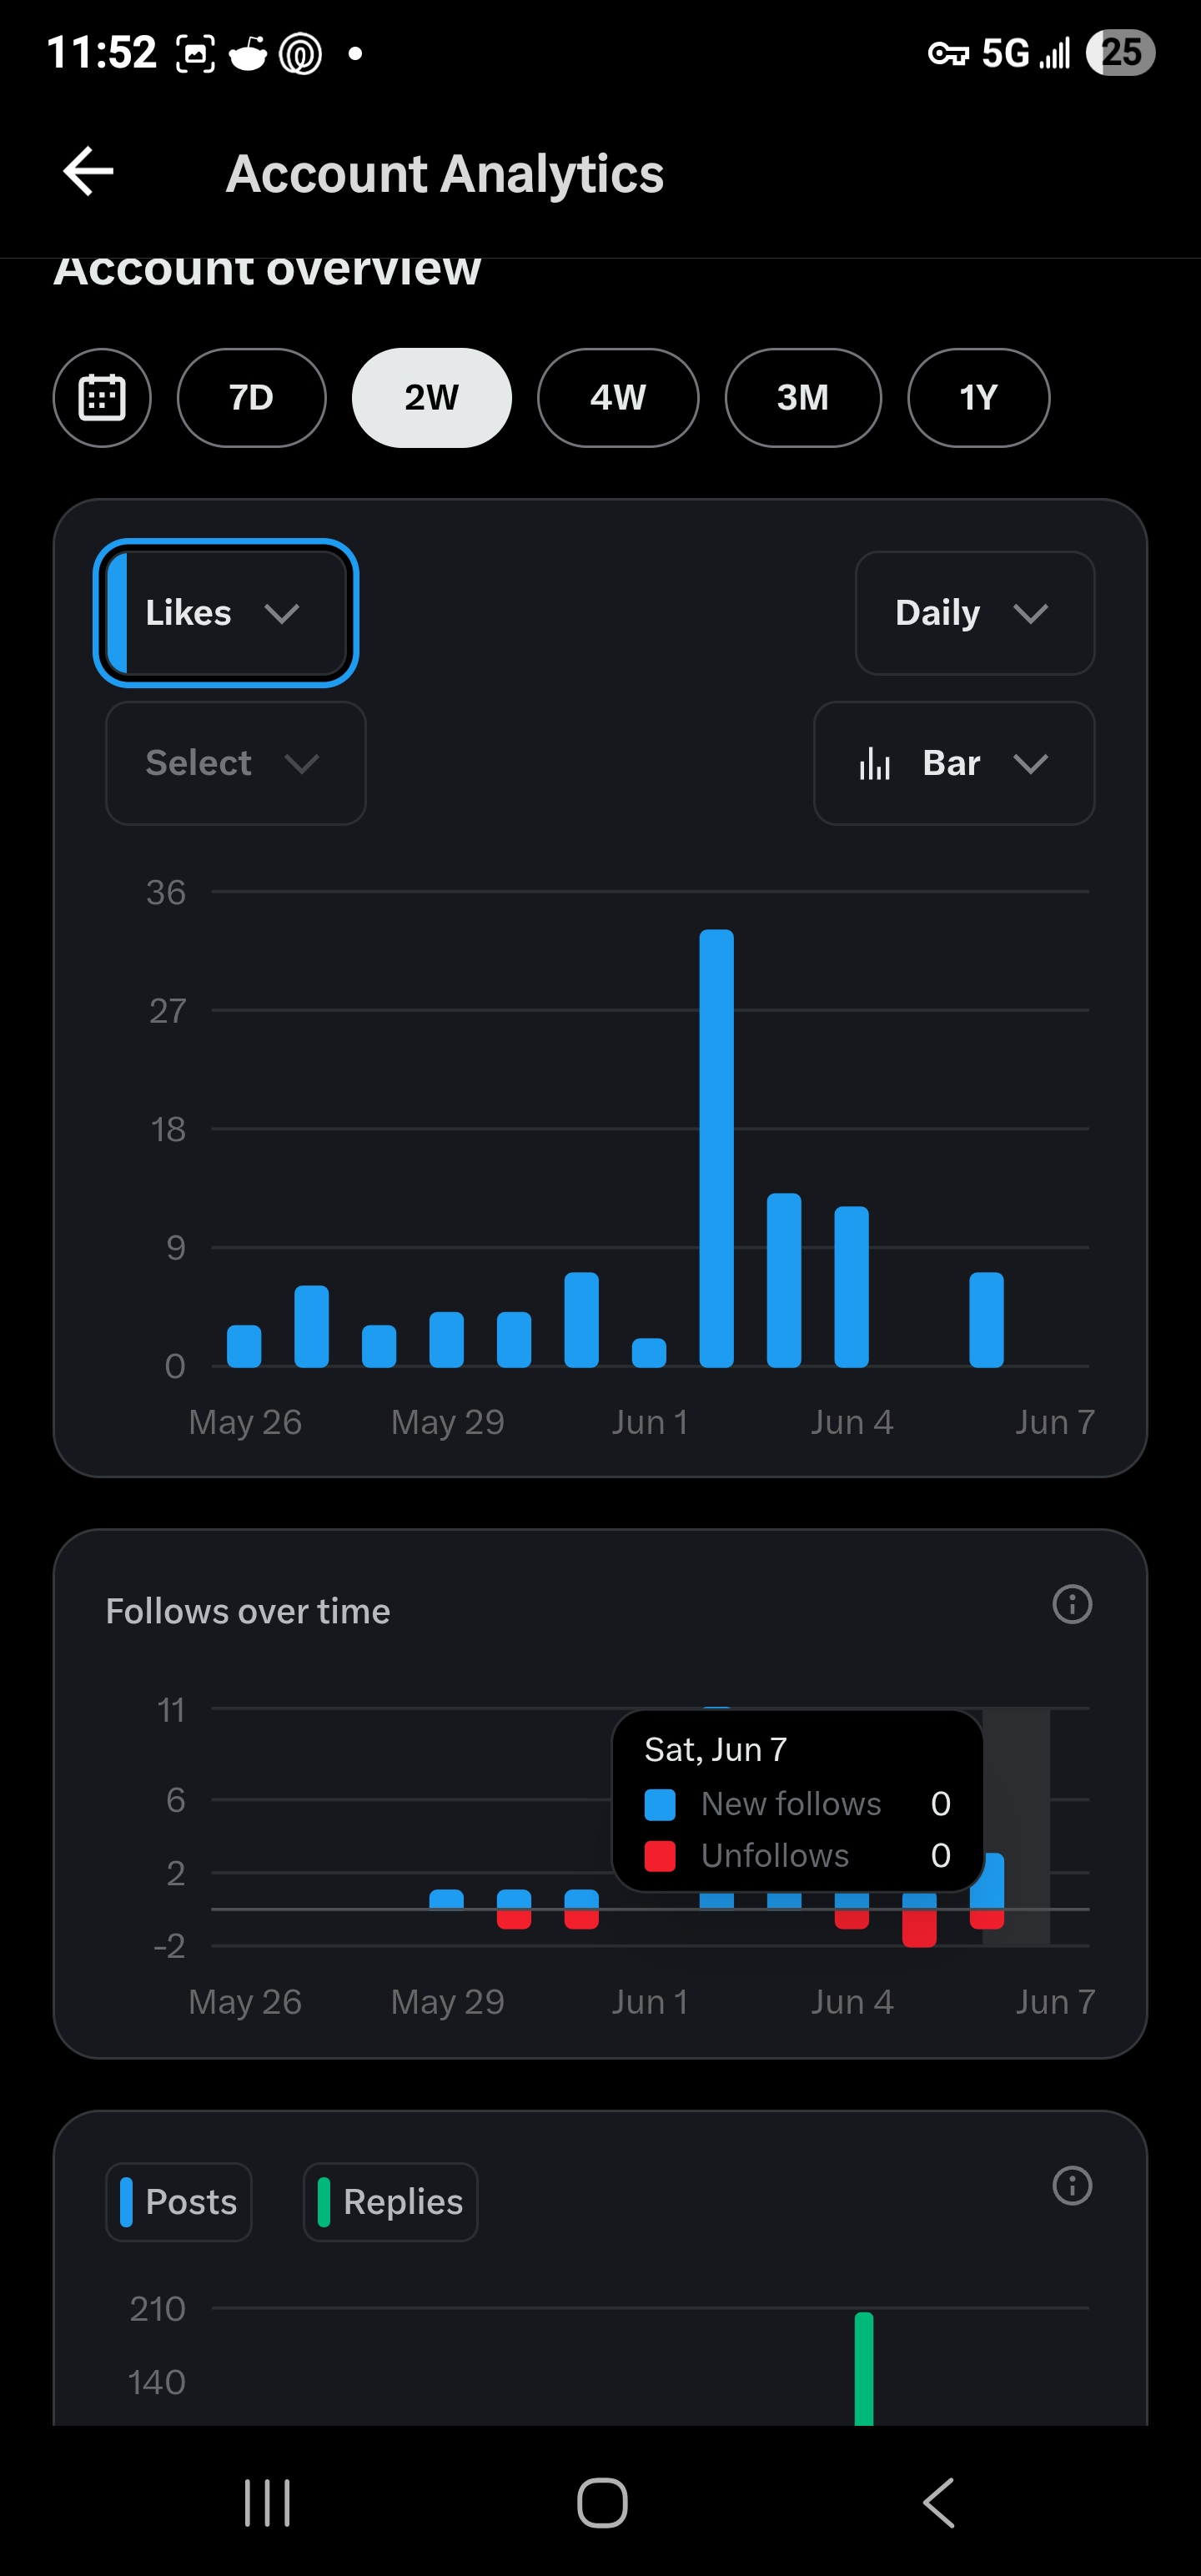 11:52 5G 25
Account Analytics
Account overview
7D 2W 4W 3M 1Y
Likes Daily
Select Bar
36
27
18
9
0
May 26 May 29 Jun 1 Jun 4 Jun 7
Follows over time
11
6
2
-2
Sat, Jun 7
New follows 0
Unfollows 0
May 26 May 29 Jun 1 Jun 4 Jun 7
Posts Replies
210
140